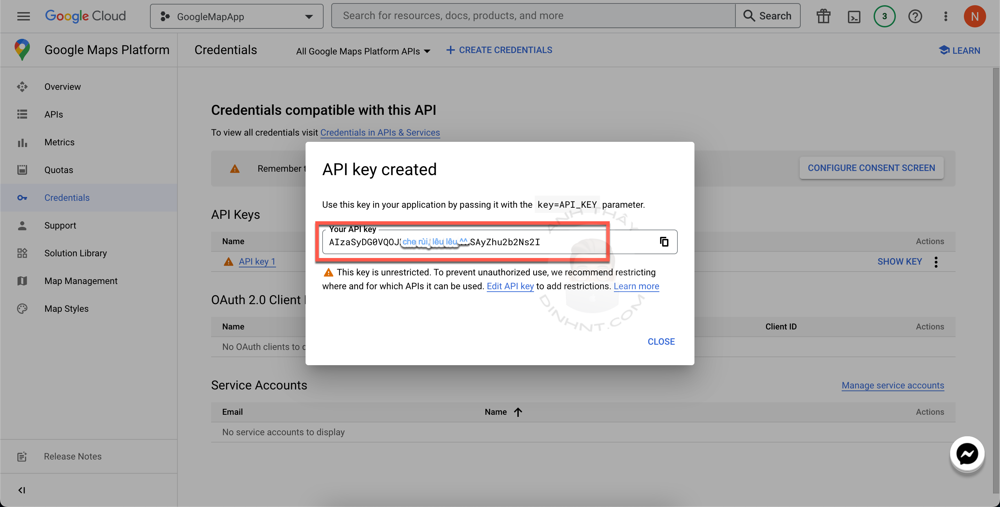 Google Cloud
GoogleMapApp
Search for resources, docs, products, and more
Search
3
N
Google Maps Platform
Credentials
All Google Maps Platform APIs
CREATE CREDENTIALS
LEARN
Overview
APIs
Metrics
Quotas
Credentials
Support
Solution Library
Map Management
Map Styles
Release Notes
Credentials compatible with this API
To view all credentials visit Credentials in APIs & Services
Remember
CONFIGURE CONSENT SCREEN
API Keys
Name
Actions
API key 1
SHOW KEY
OAuth 2.0 Client
Name
Client ID
Actions
No OAuth clients to
API key created
Use this key in your application by passing it with the key=API_KEY parameter.
Your API key
AIzaSyDG0VQOJ che rùi, lêu lêu ^^ SAyZhu2b2Ns2I
This key is unrestricted. To prevent unauthorized use, we recommend restricting
where and for which APIs it can be used. Edit API key to add restrictions. Learn more
ANH THẦY
DINHNT.COM
CLOSE
Service Accounts
Manage service accounts
Email
Name
Actions
No service accounts to display